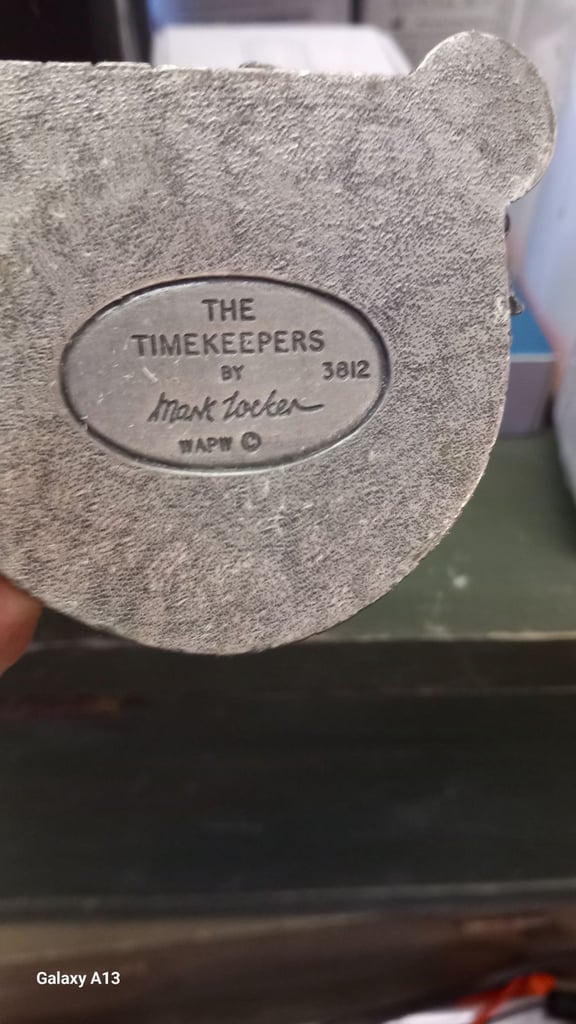 THE
TIMEKEEPERS
BY
3812
Mark Locker
WAPW ©
Galaxy A13